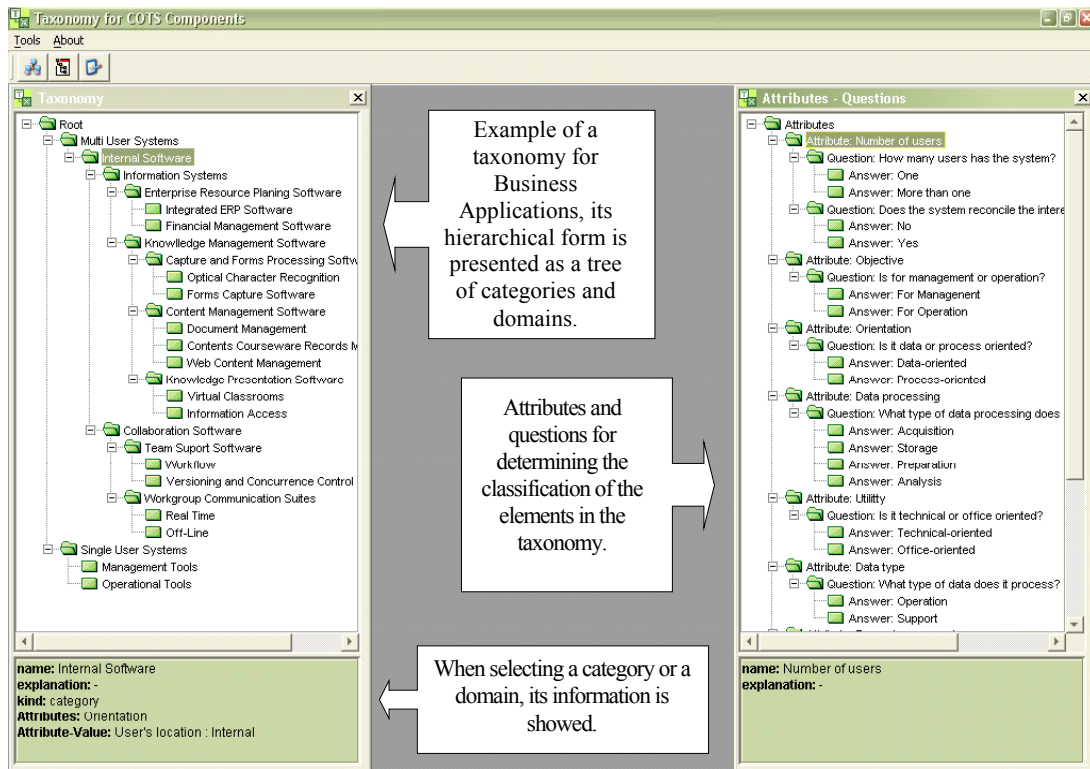 Taxonomy for COTS Components
Tools About
Taxonomy
Root
Multi User Systems
Internal Software
Information Systems
Enterprise Resource Planing Software
Integrated ERP Software
Financial Management Software
Knowlledge Management Software
Capture and Forms Processing Softw
Optical Character Recognition
Forms Capture Software
Content Management Software
Document Management
Contents Courseware Records M
Web Content Management
Knowledge Presentation Software
Virtual Classrooms
Information Access
Collaboration Software
Team Suport Software
Workflow
Versioning and Concurrence Control
Workgroup Communication Suites
Real Time
Off-Line
Single User Systems
Management Tools
Operational Tools
name: Internal Software
explanation: -
kind: category
Attributes: Orientation
Attribute-Value: User's location : Internal
Example of a
taxonomy for
Business
Applications, its
hierarchical form is
presented as a tree
of categories and
domains.
Attributes and
questions for
determining the
classification of the
elements in the
taxonomy.
When selecting a category or a
domain, its information is
showed.
Attributes - Questions
Attributes
Attribute: Number of users
Question: How many users has the system?
Answer: One
Answer: More than one
Question: Does the system reconcile the intere
Answer: No
Answer: Yes
Attribute: Objective
Question: Is for management or operation?
Answer: For Management
Answer: For Operation
Attribute: Orientation
Question: Is it data or process oriented?
Answer: Data-oriented
Answer: Process-oriented
Attribute: Data processing
Question: What type of data processing does
Answer: Acquisition
Answer: Storage
Answer: Preparation
Answer: Analysis
Attribute: Utilitty
Question: Is it technical or office oriented?
Answer: Technical-oriented
Answer: Office-oriented
Attribute: Data type
Question: What type of data does it process?
Answer: Operation
Answer: Support
name: Number of users
explanation: -